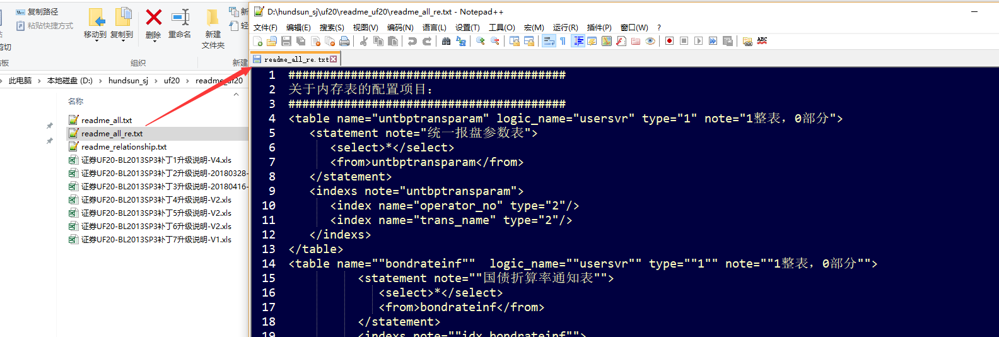 复制路径
粘贴快捷方式
剪切
移动到
复制到
删除
重命名
新建
文件夹
新
轻
板
组织
新建
此电脑 > 本地磁盘 (D:) > hundsun_sj > uf20 > readme_uf20
名称
readme_all.txt
readme_all_re.txt
readme_relationship.txt
证券UF20-BL2013SP3补丁1升级说明-V4.xls
证券UF20-BL2013SP3补丁2升级说明-20180328-
证券UF20-BL2013SP3补丁3升级说明-20180416-
证券UF20-BL2013SP3补丁4升级说明-V2.xls
证券UF20-BL2013SP3补丁5升级说明-V2.xls
证券UF20-BL2013SP3补丁6升级说明-V2.xls
证券UF20-BL2013SP3补丁7升级说明-V1.xls
D:\hundsun_sj\uf20\readme_uf20\readme_all_re.txt - Notepad++
文件(F) 编辑(E) 搜索(S) 视图(V) 编码(N) 语言(L) 设置(T) 工具(O) 宏(M) 运行(R) 插件(P) 窗口(W) ?
ABC
readme_all_re.txt
1 ########################################
2 关于内存表的配置项目：
3 ########################################
4 <table name="untbptransparam" logic_name="usersvr" type="1" note="1整表，0部分">
5 <statement note="统一报盘参数表">
6 <select>*</select>
7 <from>untbptransparam</from>
8 </statement>
9 <indexs note="untbptransparam">
10 <index name="operator_no" type="2"/>
11 <index name="trans_name" type="2"/>
12 </indexs>
13 </table>
14 <table name=""bondrateinf"" logic_name=""usersvr"" type=""1"" note=""1整表，0部分"">
15 <statement note=""国债折算率通知表"">
16 <select>*</select>
17 <from>bondrateinf</from>
18 </statement>
19 <indexs note=""idx_bondrateinf"">